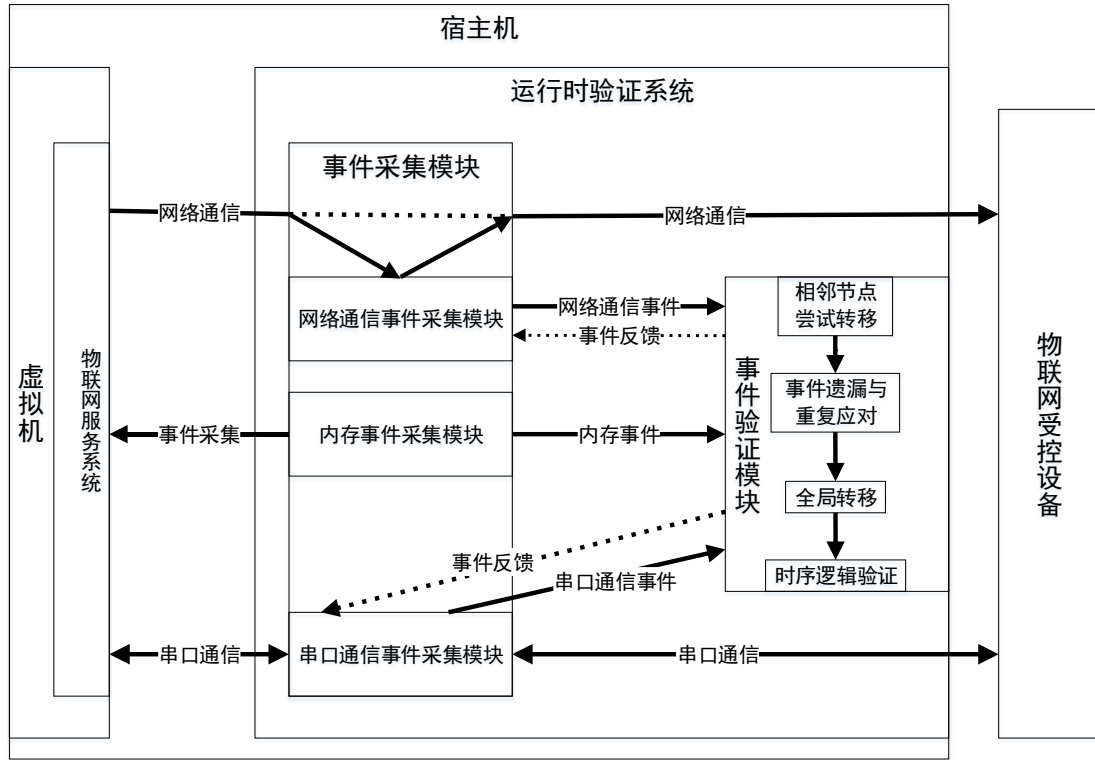 宿主机
运行时验证系统
事件采集模块
网络通信
网络通信
网络通信事件采集模块
网络通信事件
事件反馈
相邻节点
尝试转移
虚拟机
物联网服务系统
事件采集
内存事件采集模块
内存事件
事件验证模块
事件遗漏与
重复应对
全局转移
时序逻辑验证
物联网受控设备
事件反馈
串口通信事件
串口通信
串口通信事件采集模块
串口通信